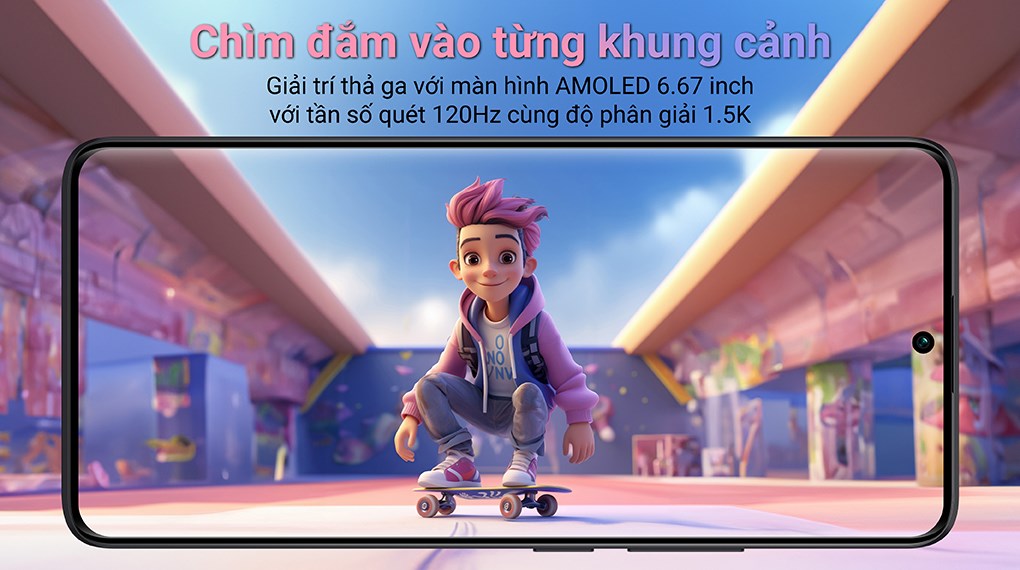 Chìm đắm vào từng khung cảnh
Giải trí thả ga với màn hình AMOLED 6.67 inch
với tần số quét 120Hz cùng độ phân giải 1.5K
O
NO